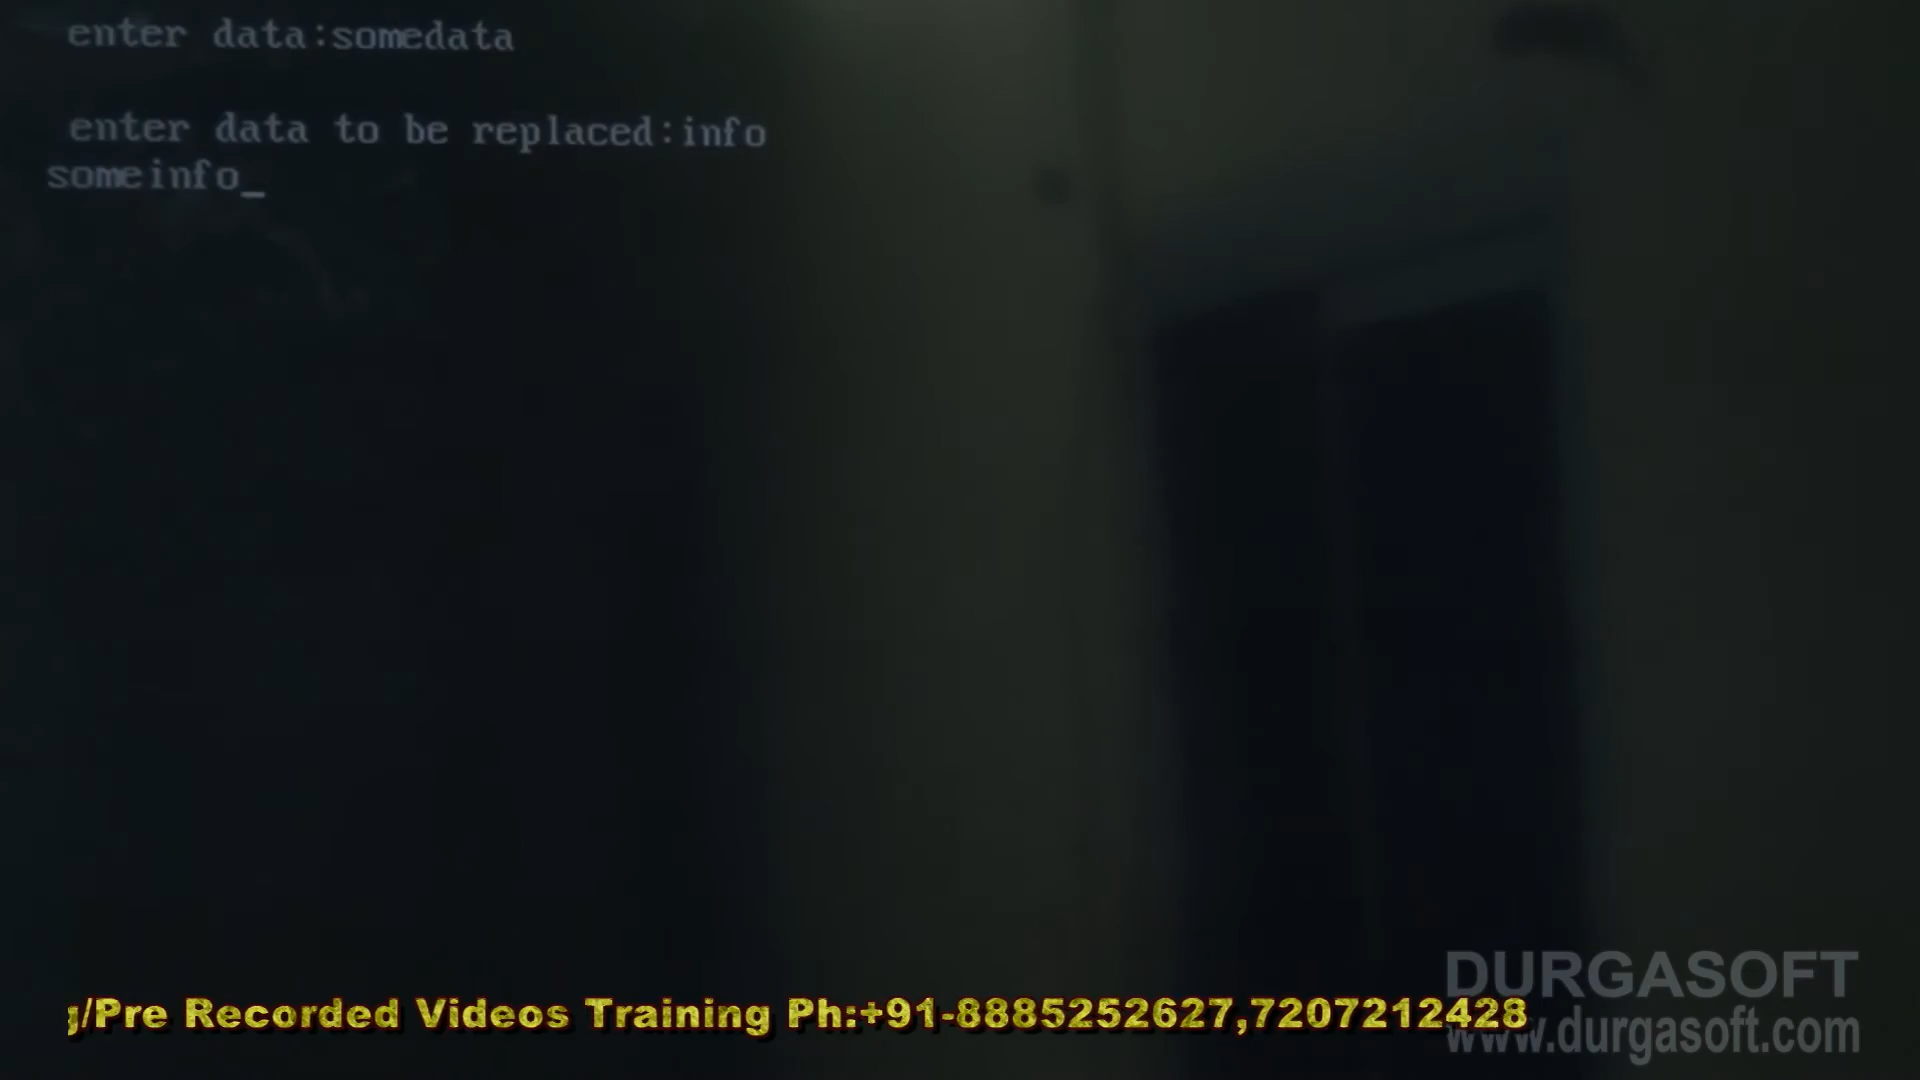 enter data:somedata
enter data to be replaced:info
someinfo_
g/Pre Recorded Videos Training Ph:+91-8885252627,7207212428
DURGASOFT
www.durgasoft.com